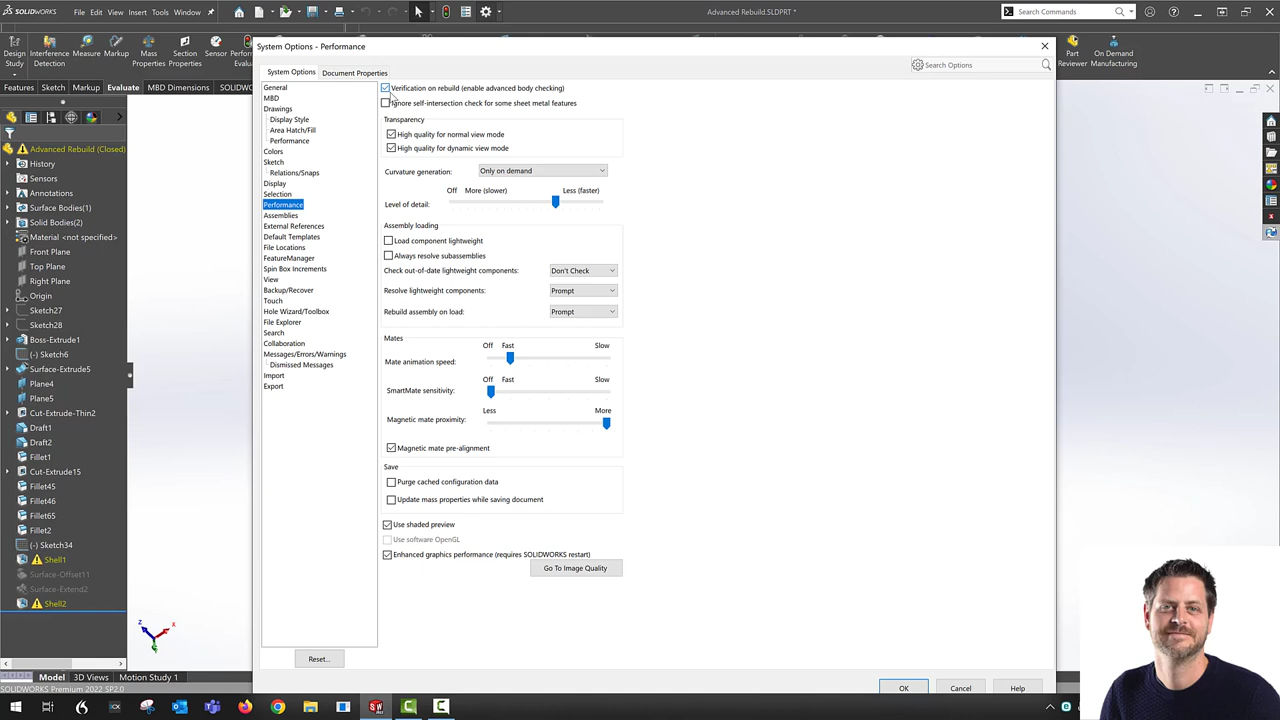 SOLIDWORKS
Advanced Rebuild.SLDPRT *
Search Commands
Design Study
Interference Detection
Measure
Markup
Mass Properties
Section Properties
Sensor
Performance
Part Reviewer
On Demand Manufacturing
Features
Sketch
Markup
Evaluate
MBD Dimensions
SOLIDW
System Options - Performance
System Options
Document Properties
Search Options
Advanced Rebuild (Closed)
History
Sensors
Annotations
Surface Bodies(1)
Solid Bodies(2)
Material <not specified>
Front Plane
Top Plane
Right Plane
Origin
Sketch27
Sketch28
Boss-Extrude1
(-) Sketch6
Surface-Extrude5
Plane4
Plane5
Cut-Extrude-Thin2
Draft1
Draft2
Fillet1
Cut-Extrude15
Fillet45
Fillet46
Fillet65
Fillet2
(-) Sketch34
Shell1
Surface-Offset11
Surface-Extend2
Shell2
General
MBD
Drawings
Display Style
Area Hatch/Fill
Performance
Colors
Sketch
Relations/Snaps
Display
Selection
Performance
Assemblies
External References
Default Templates
File Locations
FeatureManager
Spin Box Increments
View
Backup/Recover
Touch
Hole Wizard/Toolbox
File Explorer
Search
Collaboration
Messages/Errors/Warnings
Dismissed Messages
Import
Export
Reset...
Verification on rebuild (enable advanced body checking)
Ignore self-intersection check for some sheet metal features
Transparency
High quality for normal view mode
High quality for dynamic view mode
Curvature generation: Only on demand
Off More (slower) Less (faster)
Level of detail:
Assembly loading
Load component lightweight
Always resolve subassemblies
Check out-of-date lightweight components: Don't Check
Resolve lightweight components: Prompt
Rebuild assembly on load: Prompt
Mates
Off Fast Slow
Mate animation speed:
Off Fast Slow
SmartMate sensitivity:
Less More
Magnetic mate proximity:
Magnetic mate pre-alignment
Save
Purge cached configuration data
Update mass properties while saving document
Use shaded preview
Use software OpenGL
Enhanced graphics performance (requires SOLIDWORKS restart)
Go To Image Quality
OK
Cancel
Help
Model
3D Views
Motion Study 1
SOLIDWORKS Premium 2022 SP2.0